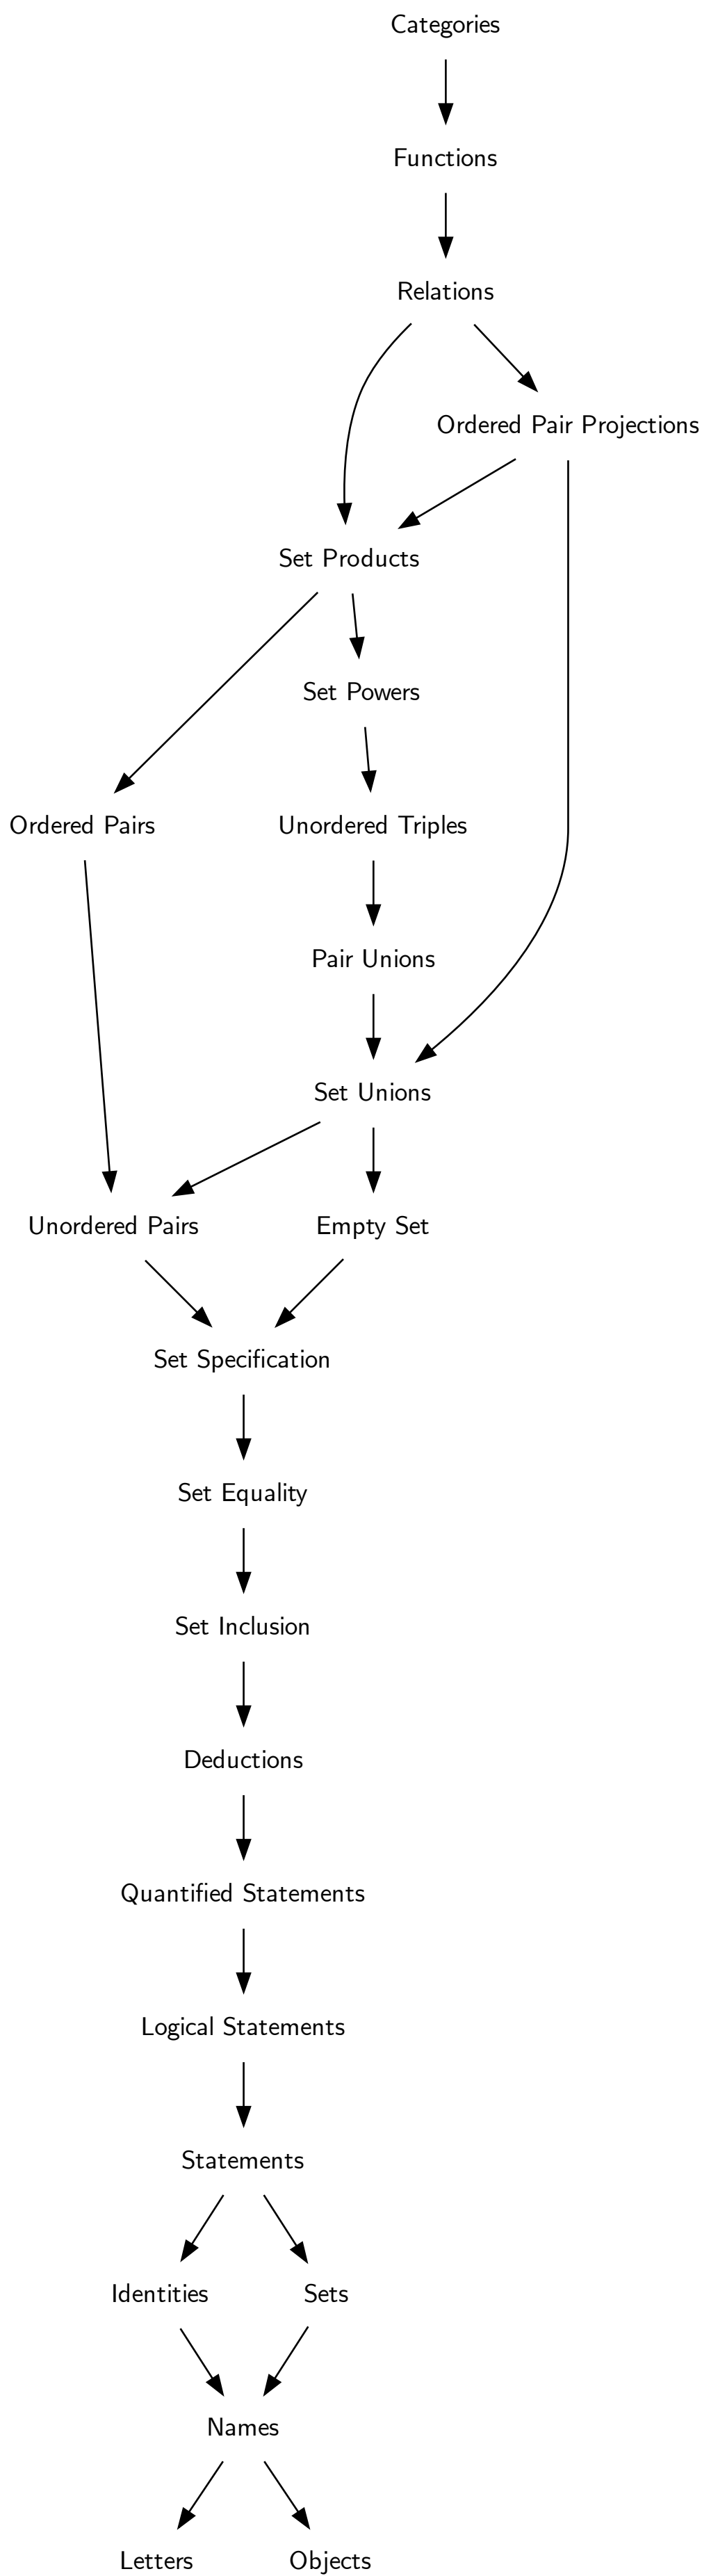 Categories
Functions
Relations
Ordered Pair Projections
Set Products
Set Powers
Ordered Pairs
Unordered Triples
Pair Unions
Set Unions
Unordered Pairs
Empty Set
Set Specification
Set Equality
Set Inclusion
Deductions
Quantified Statements
Logical Statements
Statements
Identities
Sets
Names
Letters
Objects